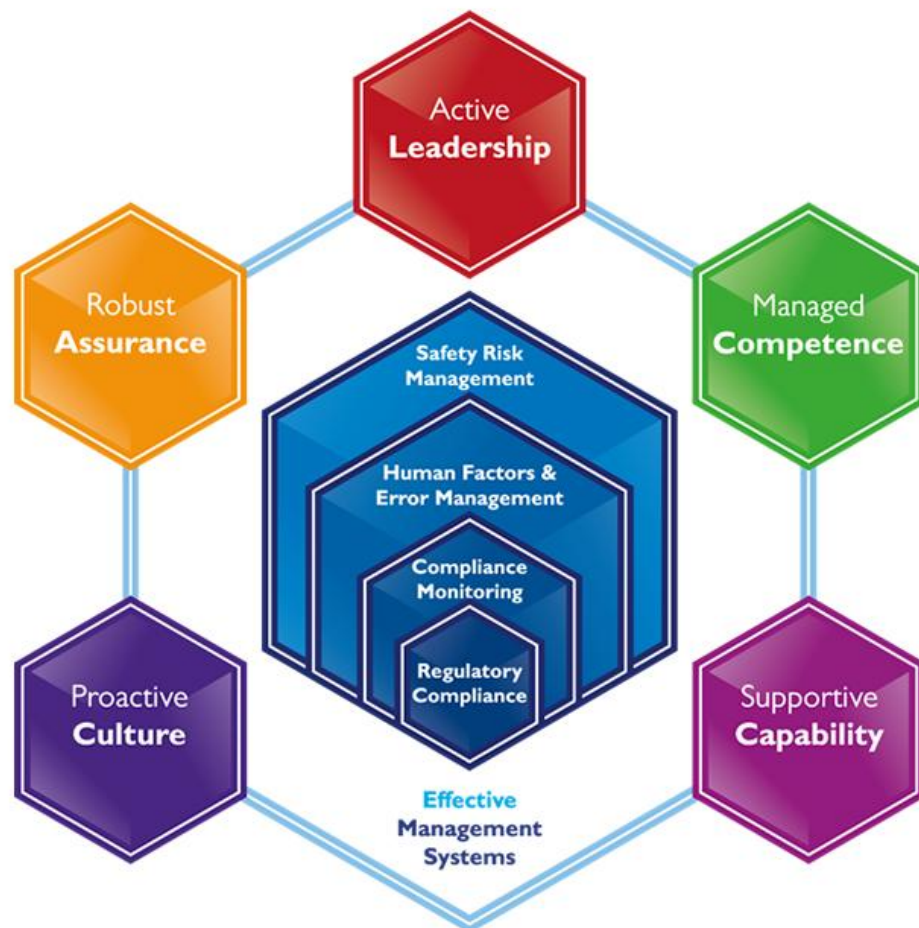 Active
Leadership
Robust
Assurance
Managed
Competence
Safety Risk
Management
Human Factors &
Error Management
Compliance
Monitoring
Regulatory
Compliance
Proactive
Culture
Supportive
Capability
Effective
Management
Systems